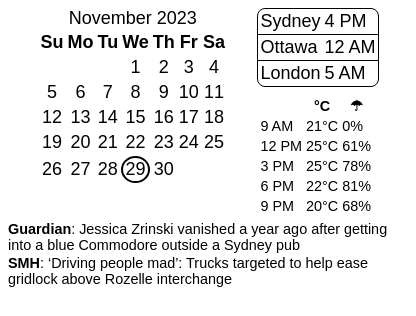 November 2023
Su Mo Tu We Th Fr Sa
1 2 3 4
5 6 7 8 9 10 11
12 13 14 15 16 17 18
19 20 21 22 23 24 25
26 27 28 29 30
Sydney 4 PM
Ottawa 12 AM
London 5 AM
°C ☂
9 AM 21°C 0%
12 PM 25°C 61%
3 PM 25°C 78%
6 PM 22°C 81%
9 PM 20°C 68%
Guardian: Jessica Zrinski vanished a year ago after getting
into a blue Commodore outside a Sydney pub
SMH: ‘Driving people mad’: Trucks targeted to help ease
gridlock above Rozelle interchange